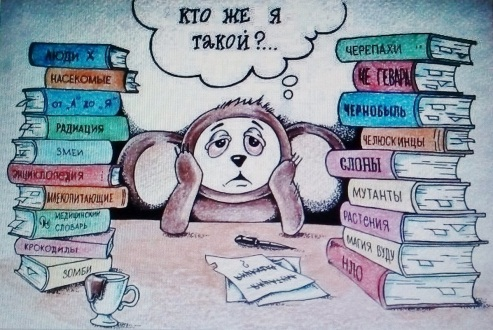 КТО ЖЕ Я
ТАКОЙ?...
ЛЮДИ Х
НАСЕКОМЫЕ
от „А" до „Я"
РАДИАЦИЯ
ЗМЕИ
ЭНЦИКЛОПЕДИЯ
МЛЕКОПИТАЮЩИЕ
МЕДИЦИНСКИЙ
СЛОВАРЬ
КРОКОДИЛЫ
ЗОМБИ
ЧЕРЕПАХИ
ЧЕ ГЕВАРА
ЧЕРНОБЫЛЬ
ЧЕЛЮСКИНЦЫ
СЛОНЫ
МУТАНТЫ
РАСТЕНИЯ
МАГИЯ ВУДУ
НЛО